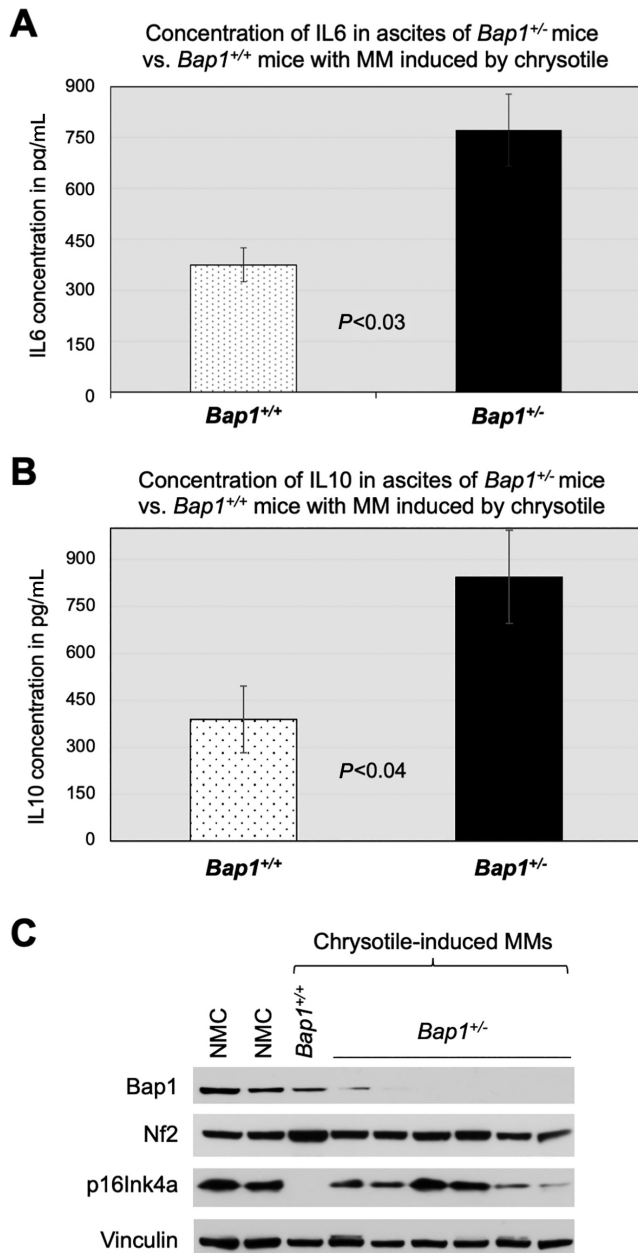 A
Concentration of IL6 in ascites of Bap1+/- mice
vs. Bap1+/+ mice with MM induced by chrysotile
IL6 concentration in pg/mL
900
750
600
450
300
150
0
P<0.03
Bap1+/+
Bap1+/-
B
Concentration of IL10 in ascites of Bap1+/- mice
vs. Bap1+/+ mice with MM induced by chrysotile
IL10 concentration in pg/mL
900
750
600
450
300
150
0
P<0.04
Bap1+/+
Bap1+/-
C
Chrysotile-induced MMs
NMC
NMC
Bap1+/+
Bap1+/-
Bap1
Nf2
p16Ink4a
Vinculin